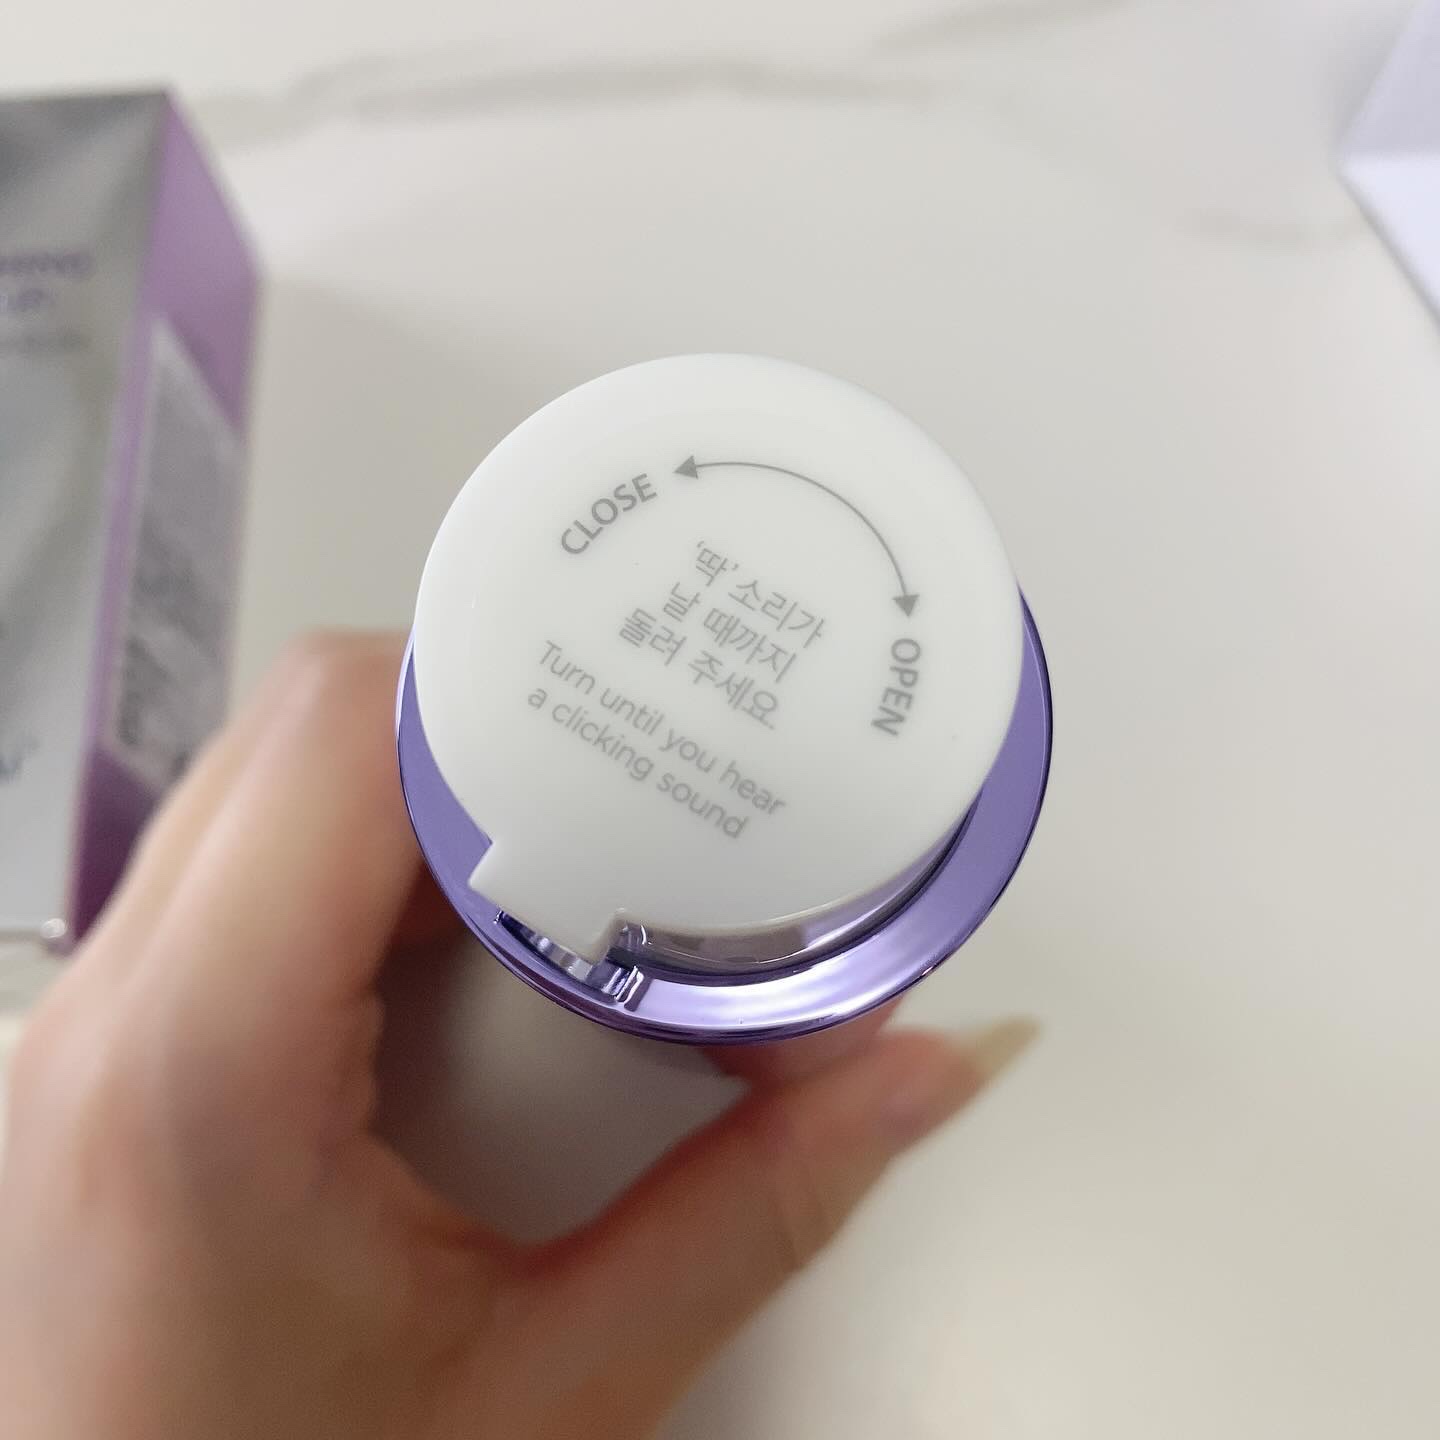 CLOSE
OPEN
'딱' 소리가
날 때까지
돌려 주세요.
Turn until you hear
a clicking sound